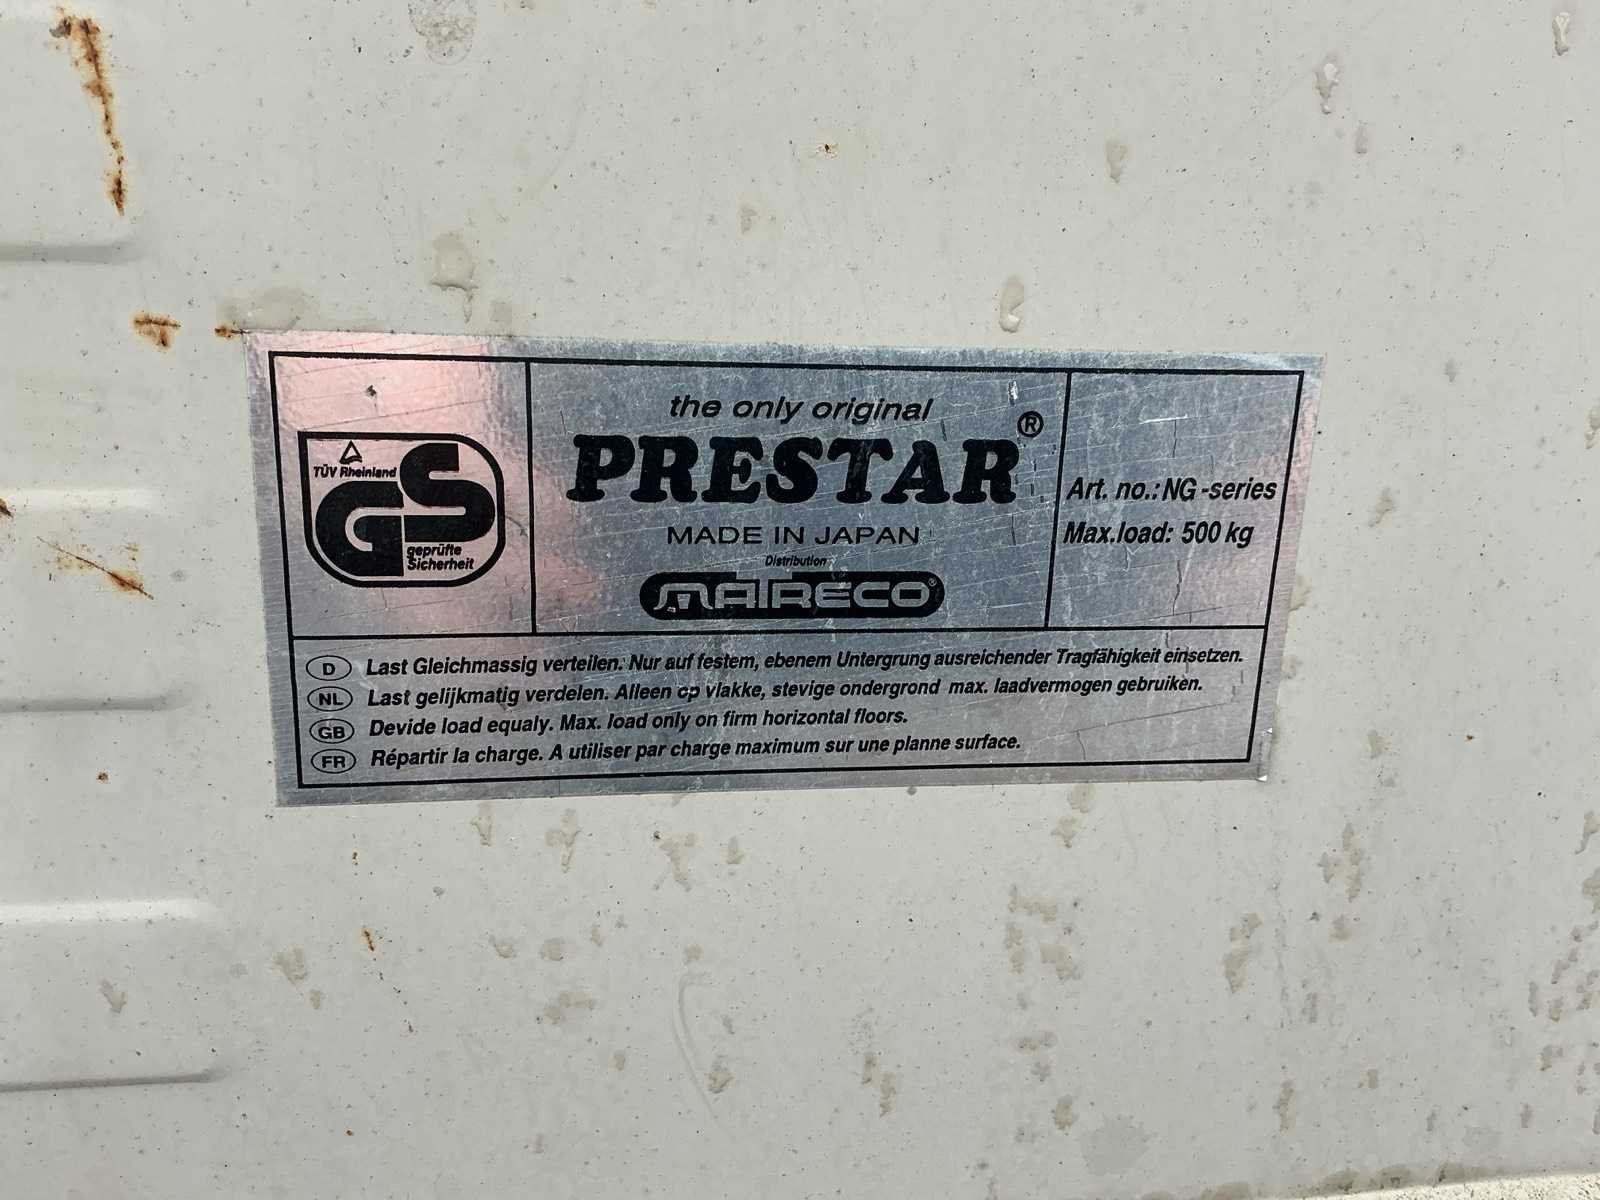 TÜV Rheinland
GS
geprüfte
Sicherheit
the only original
PRESTAR®
MADE IN JAPAN
Distribution
MATRECO®
Art. no.: NG-series
Max.load: 500 kg
D Last Gleichmassig verteilen. Nur auf festem, ebenem Untergrung ausreichender Tragfähigkeit einsetzen.
NL Last gelijkmatig verdelen. Alleen op vlakke, stevige ondergrond max. laadvermogen gebruiken.
GB Devide load equaly. Max. load only on firm horizontal floors.
FR Répartir la charge. A utiliser par charge maximum sur une planne surface.